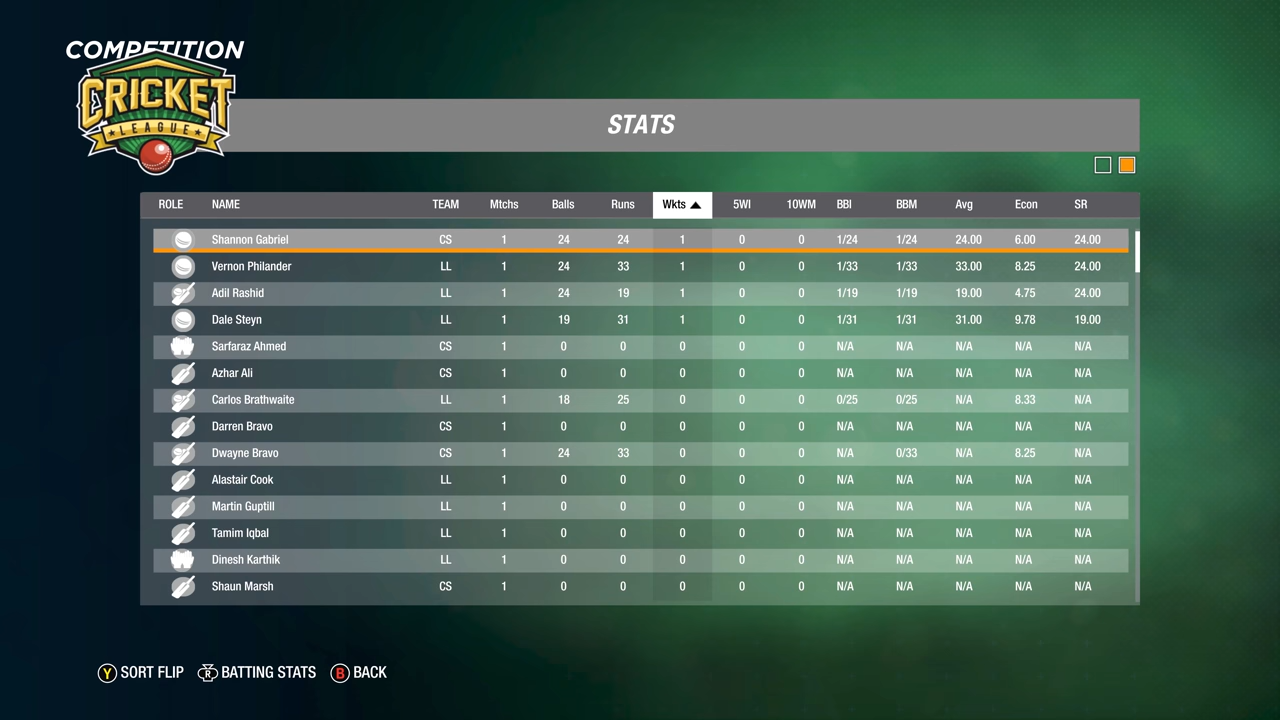 COMPETITION
CRICKET
LEAGUE
STATS
ROLE NAME TEAM Mtchs Balls Runs Wkts 5WI 10WM BBI BBM Avg Econ SR
Shannon Gabriel CS 1 24 24 1 0 0 1/24 1/24 24.00 6.00 24.00
Vernon Philander LL 1 24 33 1 0 0 1/33 1/33 33.00 8.25 24.00
Adil Rashid LL 1 24 19 1 0 0 1/19 1/19 19.00 4.75 24.00
Dale Steyn LL 1 19 31 1 0 0 1/31 1/31 31.00 9.78 19.00
Sarfaraz Ahmed CS 1 0 0 0 0 0 N/A N/A N/A N/A N/A
Azhar Ali CS 1 0 0 0 0 0 N/A N/A N/A N/A N/A
Carlos Brathwaite LL 1 18 25 0 0 0 0/25 0/25 N/A 8.33 N/A
Darren Bravo CS 1 0 0 0 0 0 N/A N/A N/A N/A N/A
Dwayne Bravo CS 1 24 33 0 0 0 N/A 0/33 N/A 8.25 N/A
Alastair Cook LL 1 0 0 0 0 0 N/A N/A N/A N/A N/A
Martin Guptill LL 1 0 0 0 0 0 N/A N/A N/A N/A N/A
Tamim Iqbal LL 1 0 0 0 0 0 N/A N/A N/A N/A N/A
Dinesh Karthik LL 1 0 0 0 0 0 N/A N/A N/A N/A N/A
Shaun Marsh CS 1 0 0 0 0 0 N/A N/A N/A N/A N/A
Y SORT FLIP R BATTING STATS B BACK